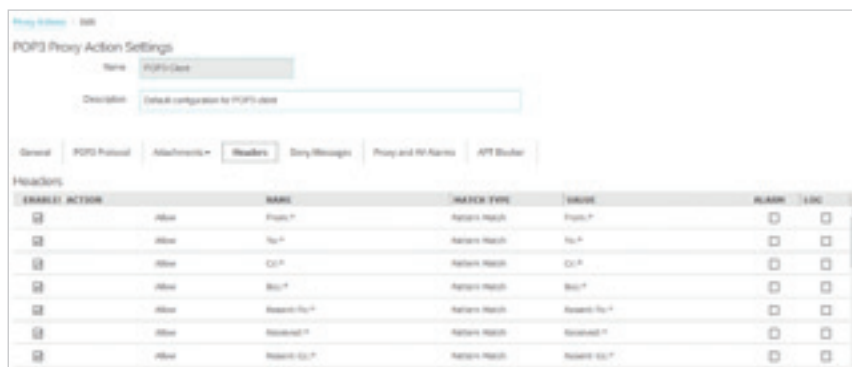 Proxy Actions / Edit
POP3 Proxy Action Settings
Name POP3-Client
Description Default configuration for POP3 client
General POP3 Protocol Attachments Headers Deny Messages Proxy and AV Alarms APT Blocker
Headers
ENABLED ACTION NAME MATCH TYPE VALUE ALARM LOG
Allow From:* Pattern Match From:*
Allow To:* Pattern Match To:*
Allow Cc:* Pattern Match Cc:*
Allow Bcc:* Pattern Match Bcc:*
Allow Resent-To:* Pattern Match Resent-To:*
Allow Received:* Pattern Match Received:*
Allow Resent-Cc:* Pattern Match Resent-Cc:*